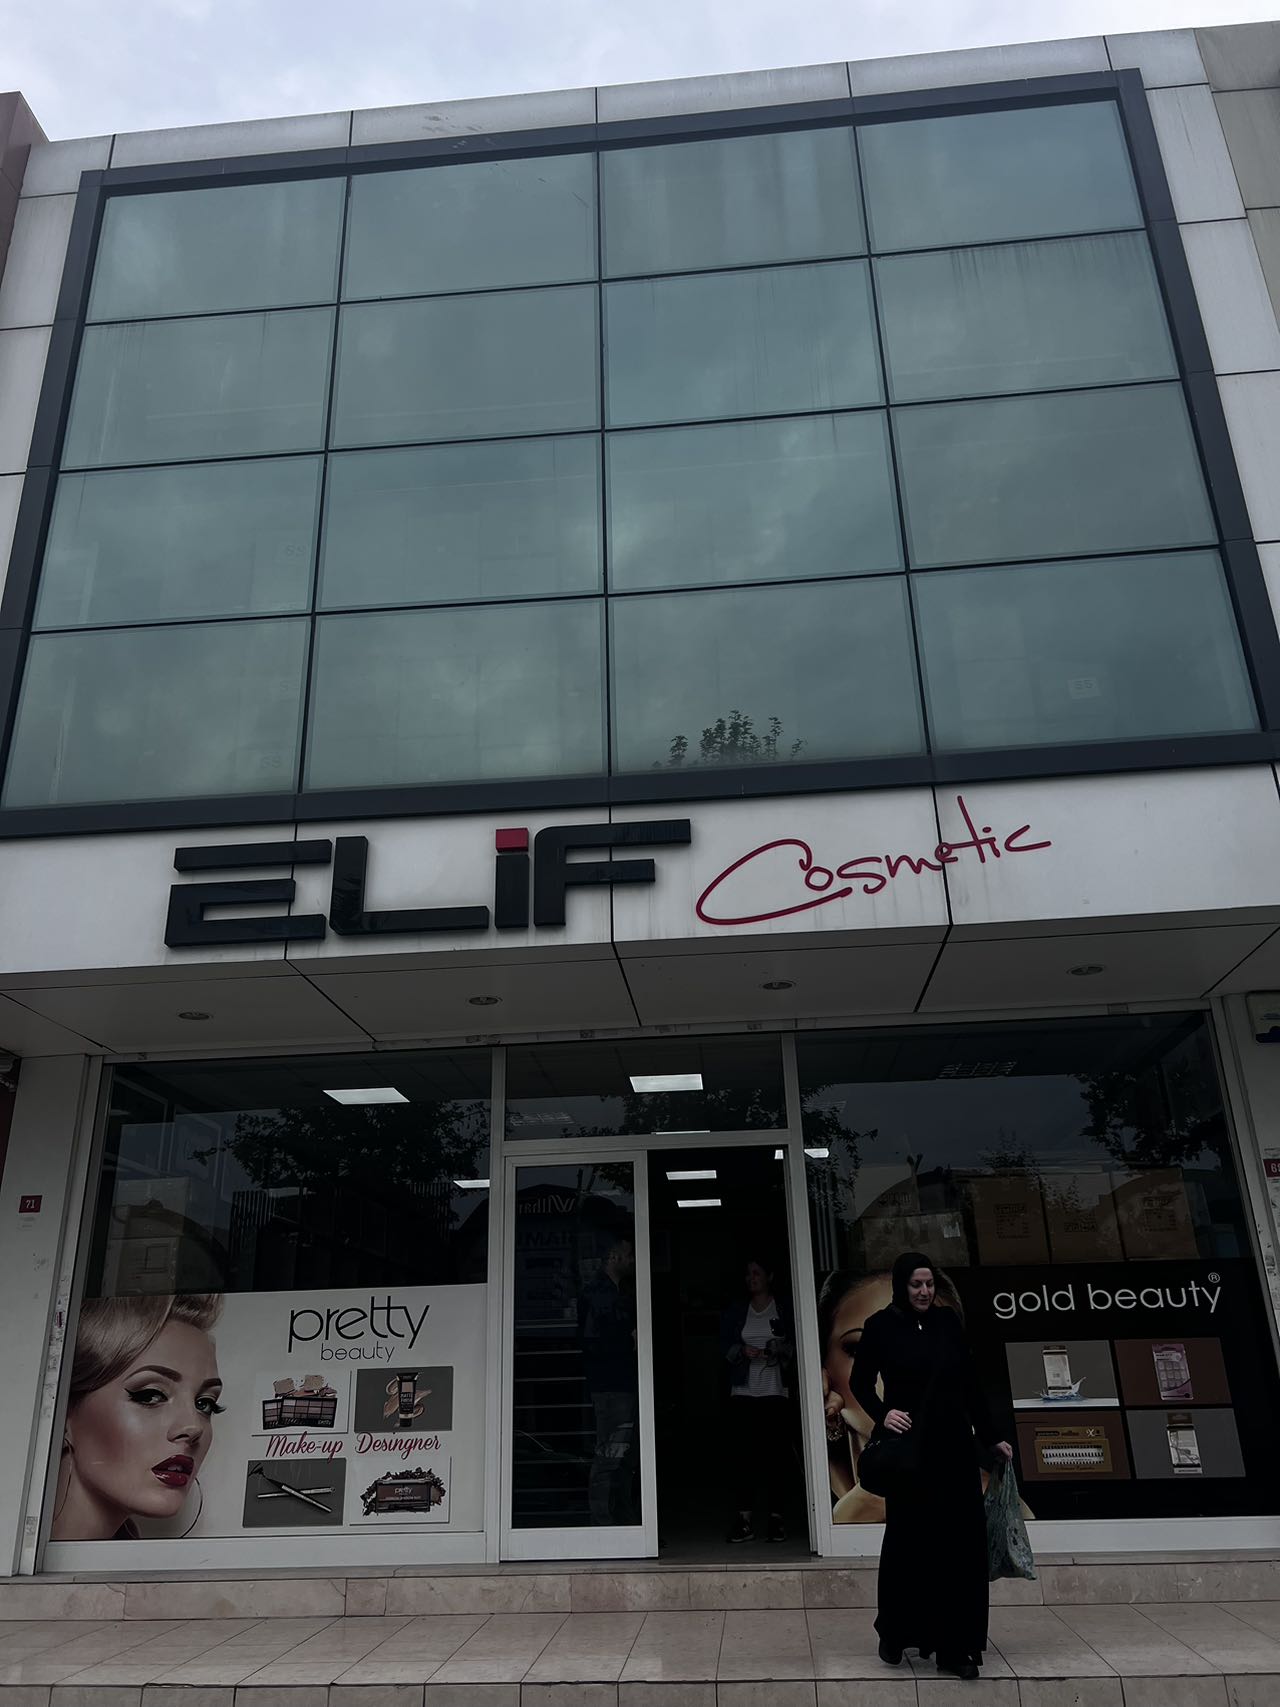 ELiF Cosmetic
71
pretty
beauty
Make-up Desingner
gold beauty®